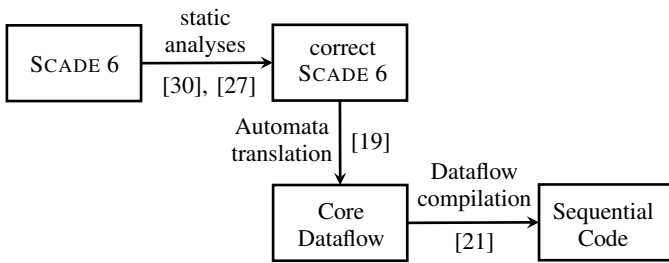 SCADE 6
static
analyses
[30], [27]
correct
SCADE 6
Automata
translation
[19]
Core
Dataflow
Dataflow
compilation
[21]
Sequential
Code